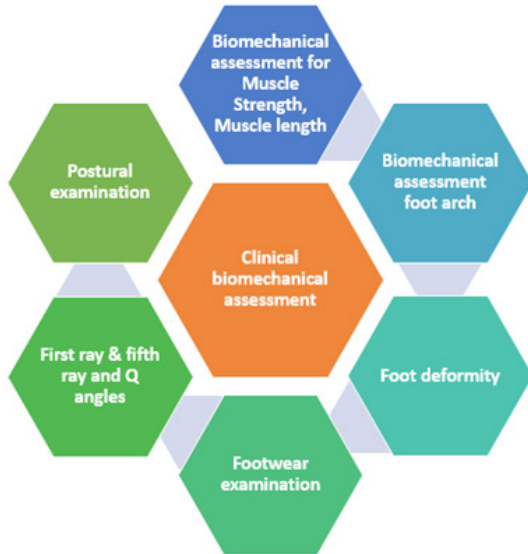 Biomechanical
assessment for
Muscle
Strength,
Muscle length
Biomechanical
assessment
foot arch
Foot deformity
Footwear
examination
First ray & fifth
ray and Q
angles
Postural
examination
Clinical
biomechanical
assessment